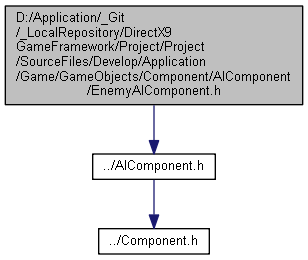 D:/Application/_Git
/_LocalRepository/DirectX9
GameFramework/Project/Project
/SourceFiles/Develop/Application
/Game/GameObjects/Component/AIComponent
/EnemyAIComponent.h
../AIComponent.h
../Component.h